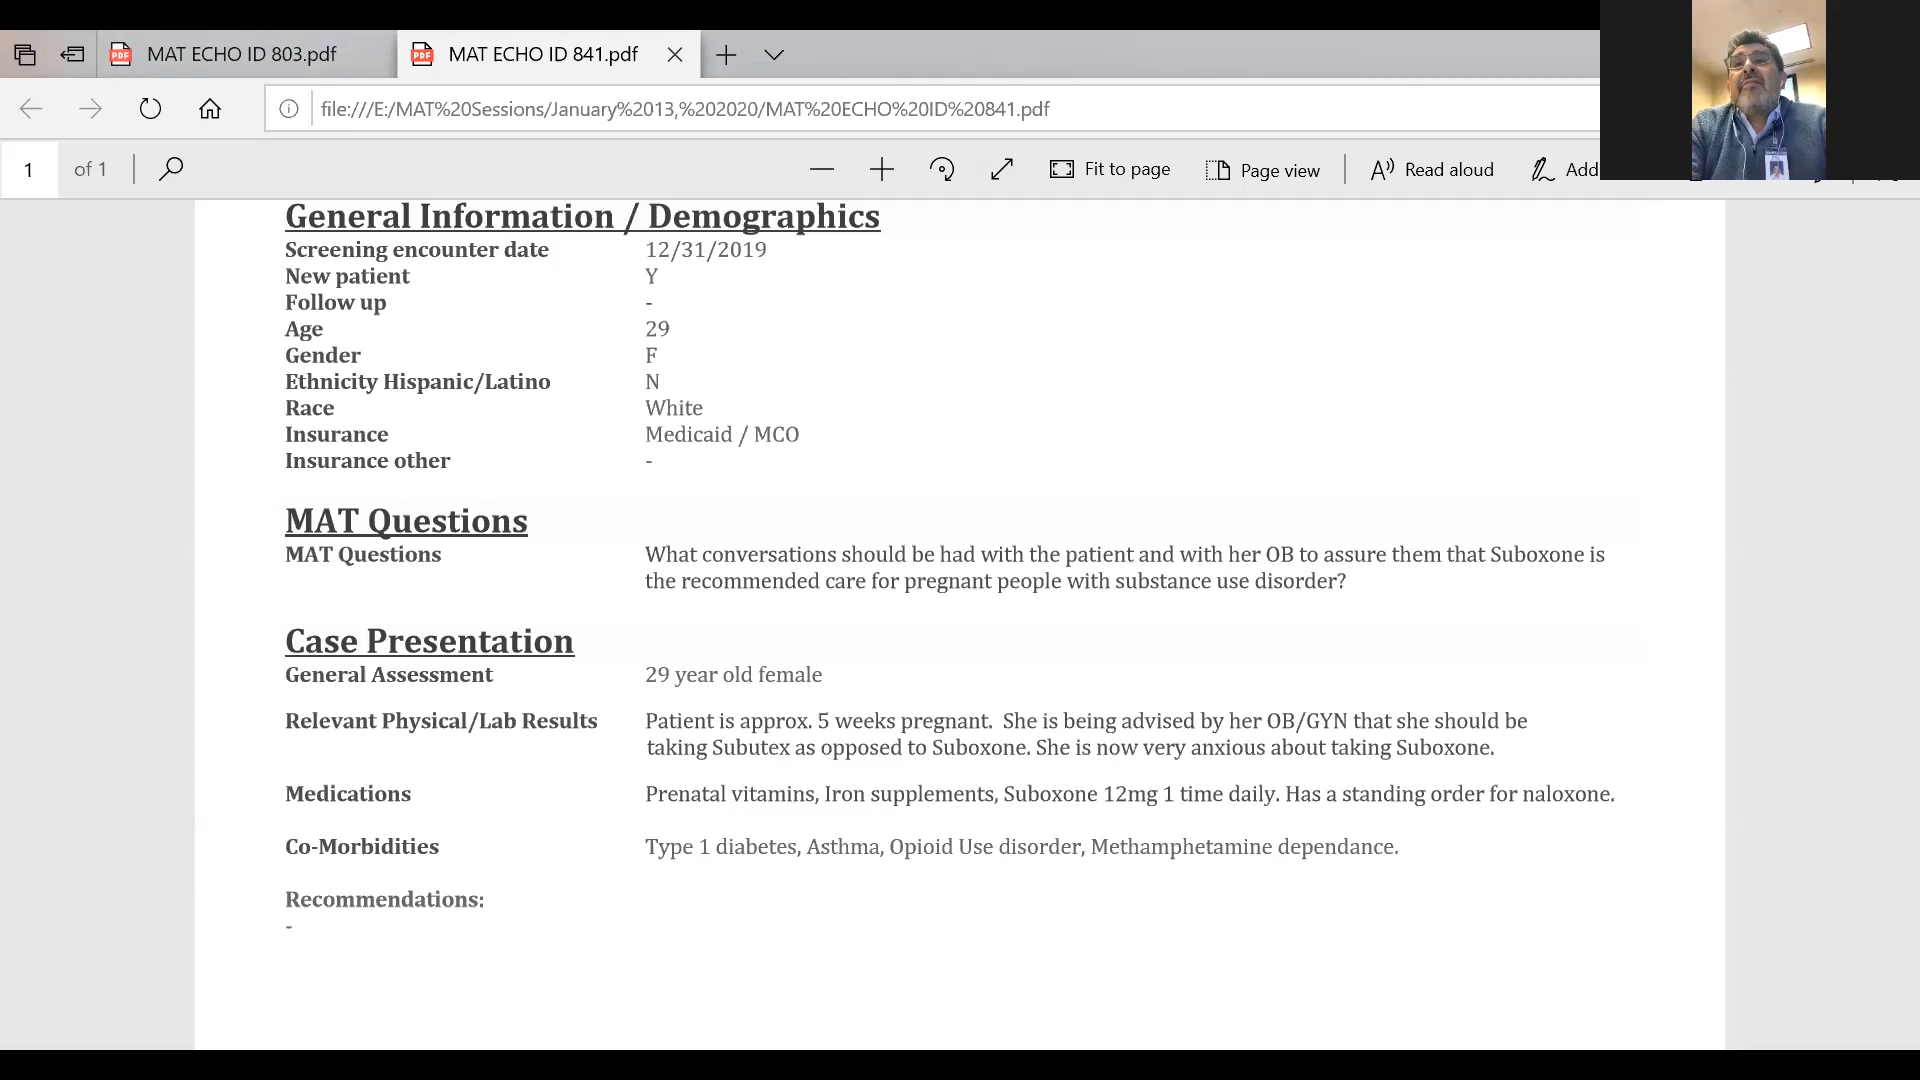 MAT ECHO ID 803.pdf
MAT ECHO ID 841.pdf
file:///E:/MAT%20Sessions/January%2013,%202020/MAT%20ECHO%20ID%20841.pdf
1 of 1
Fit to page
Page view
Read aloud
Add
General Information / Demographics
Screening encounter date 12/31/2019
New patient Y
Follow up -
Age 29
Gender F
Ethnicity Hispanic/Latino N
Race White
Insurance Medicaid / MCO
Insurance other -
MAT Questions
MAT Questions What conversations should be had with the patient and with her OB to assure them that Suboxone is
the recommended care for pregnant people with substance use disorder?
Case Presentation
General Assessment 29 year old female
Relevant Physical/Lab Results Patient is approx. 5 weeks pregnant. She is being advised by her OB/GYN that she should be
taking Subutex as opposed to Suboxone. She is now very anxious about taking Suboxone.
Medications Prenatal vitamins, Iron supplements, Suboxone 12mg 1 time daily. Has a standing order for naloxone.
Co-Morbidities Type 1 diabetes, Asthma, Opioid Use disorder, Methamphetamine dependance.
Recommendations:
-